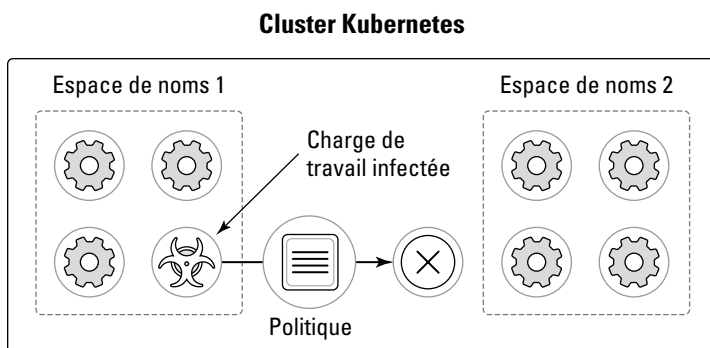 Cluster Kubernetes
Espace de noms 1
Espace de noms 2
Charge de
travail infectée
Politique